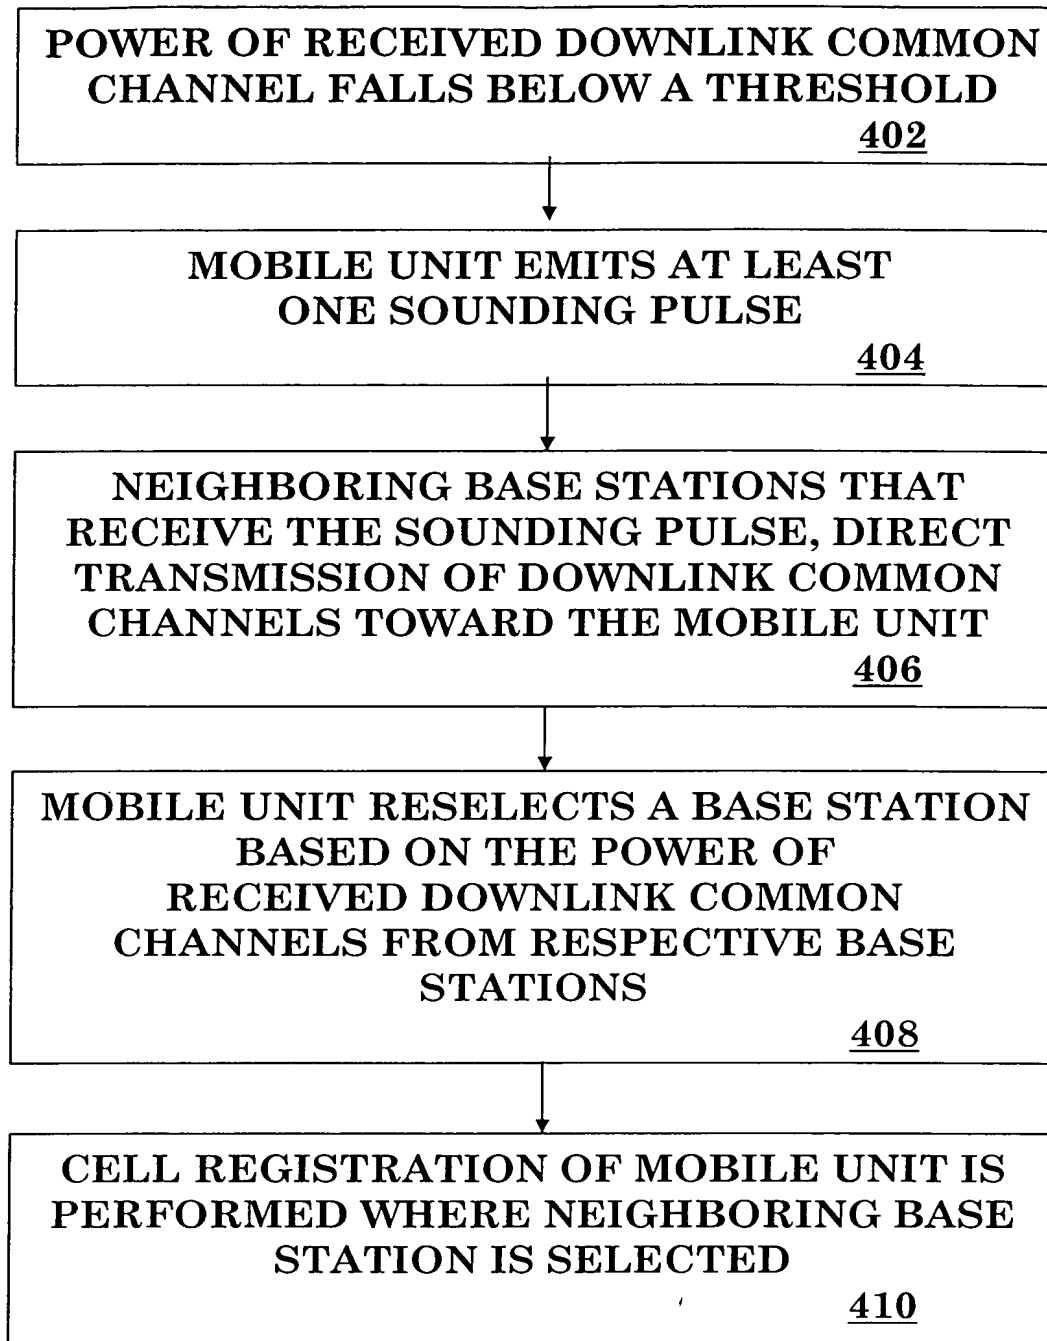 POWER OF RECEIVED DOWNLINK COMMON
CHANNEL FALLS BELOW A THRESHOLD
402
MOBILE UNIT EMITS AT LEAST
ONE SOUNDING PULSE
404
NEIGHBORING BASE STATIONS THAT
RECEIVE THE SOUNDING PULSE, DIRECT
TRANSMISSION OF DOWNLINK COMMON
CHANNELS TOWARD THE MOBILE UNIT
406
MOBILE UNIT RESELECTS A BASE STATION
BASED ON THE POWER OF
RECEIVED DOWNLINK COMMON
CHANNELS FROM RESPECTIVE BASE
STATIONS
408
CELL REGISTRATION OF MOBILE UNIT IS
PERFORMED WHERE NEIGHBORING BASE
STATION IS SELECTED
410